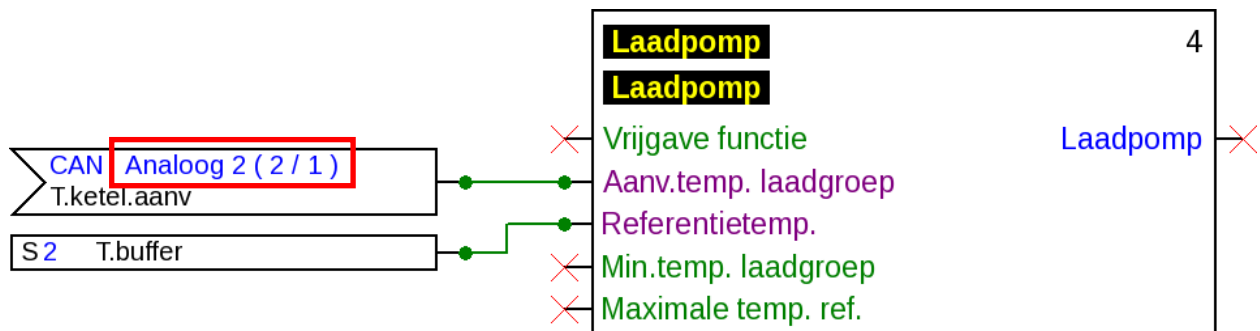 Laadpomp 4
Laadpomp
Vrijgave functie Laadpomp
CAN Analoog 2 ( 2 / 1 )
T.ketel.aanv
Aanv.temp. laadgroep
Referentietemp.
S 2 T.buffer
Min.temp. laadgroep
Maximale temp. ref.